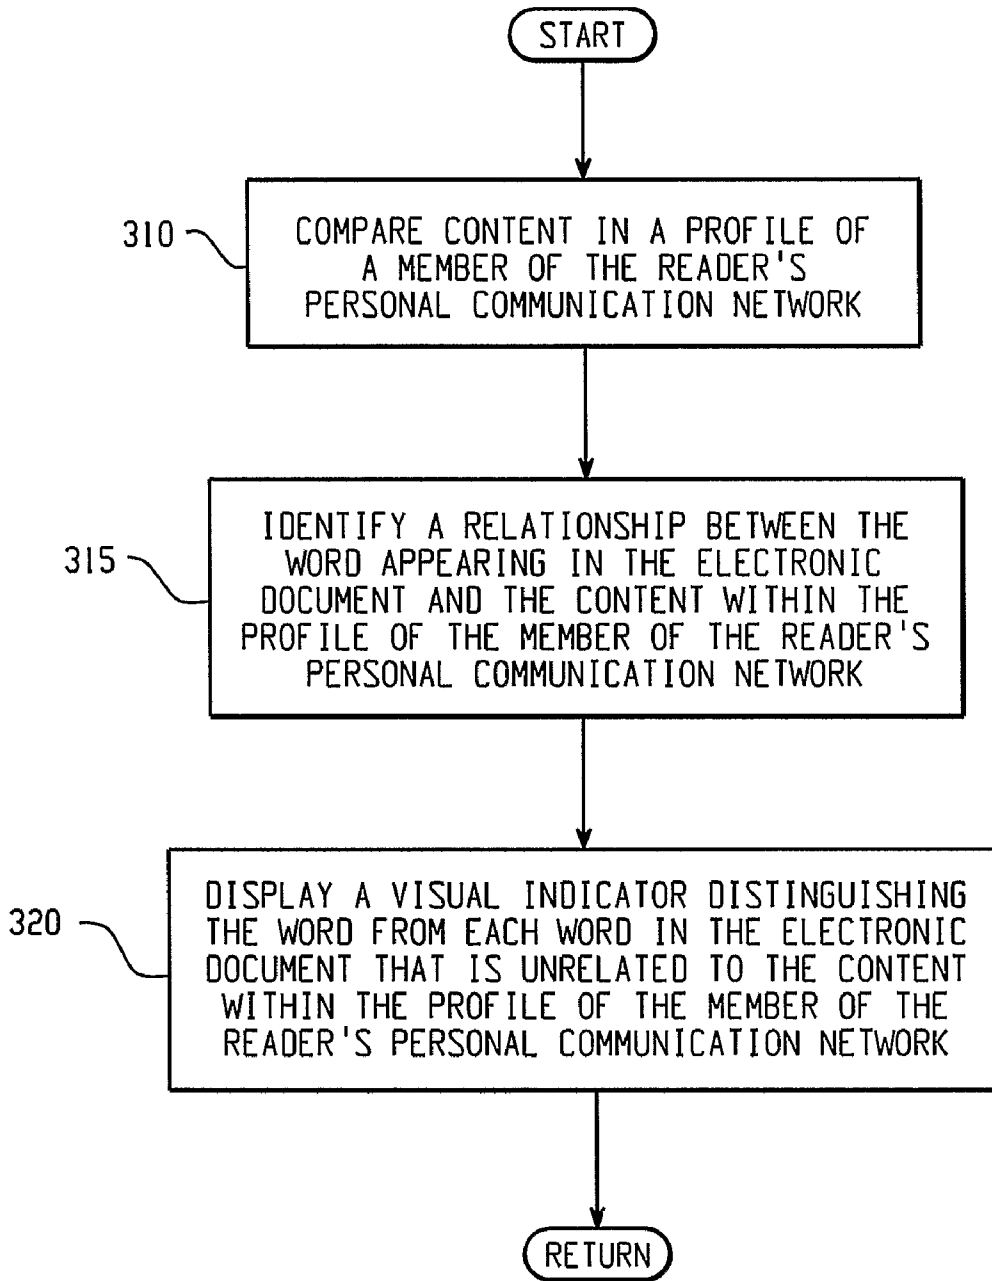 START
310
COMPARE CONTENT IN A PROFILE OF
A MEMBER OF THE READER'S
PERSONAL COMMUNICATION NETWORK
315
IDENTIFY A RELATIONSHIP BETWEEN THE
WORD APPEARING IN THE ELECTRONIC
DOCUMENT AND THE CONTENT WITHIN THE
PROFILE OF THE MEMBER OF THE READER'S
PERSONAL COMMUNICATION NETWORK
320
DISPLAY A VISUAL INDICATOR DISTINGUISHING
THE WORD FROM EACH WORD IN THE ELECTRONIC
DOCUMENT THAT IS UNRELATED TO THE CONTENT
WITHIN THE PROFILE OF THE MEMBER OF THE
READER'S PERSONAL COMMUNICATION NETWORK
RETURN